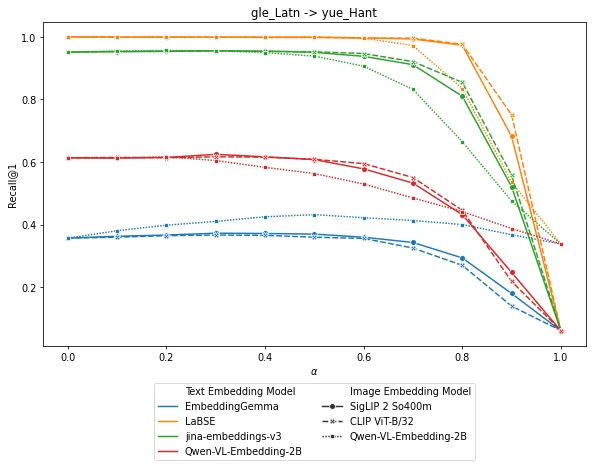 gle_Latn -> yue_Hant
Recall@1
1.0
0.8
0.6
0.4
0.2
0.0 0.2 0.4 0.6 0.8 1.0
α
Text Embedding Model Image Embedding Model
EmbeddingGemma SigLIP 2 So400m
LaBSE CLIP ViT-B/32
jina-embeddings-v3 Qwen-VL-Embedding-2B
Qwen-VL-Embedding-2B